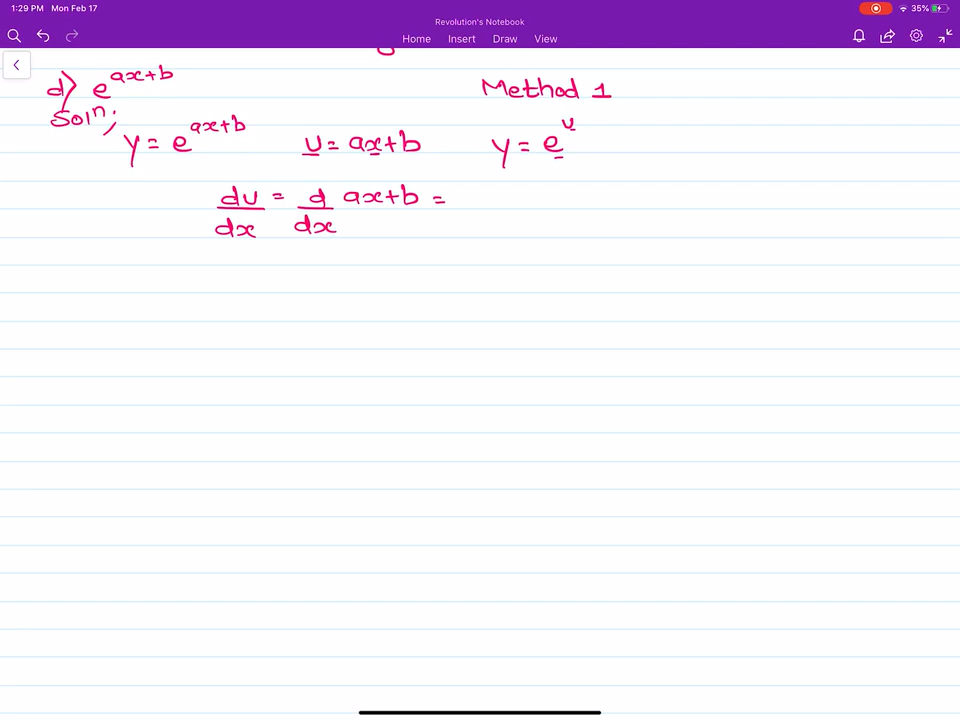 1:29 PM Mon Feb 17
35%
Revolution's Notebook
Home Insert Draw View
d) e^{ax+b}
Method 1
Solⁿ;
y = e^{ax+b} u = ax+b y = e^u
du/dx = d/dx ax+b =